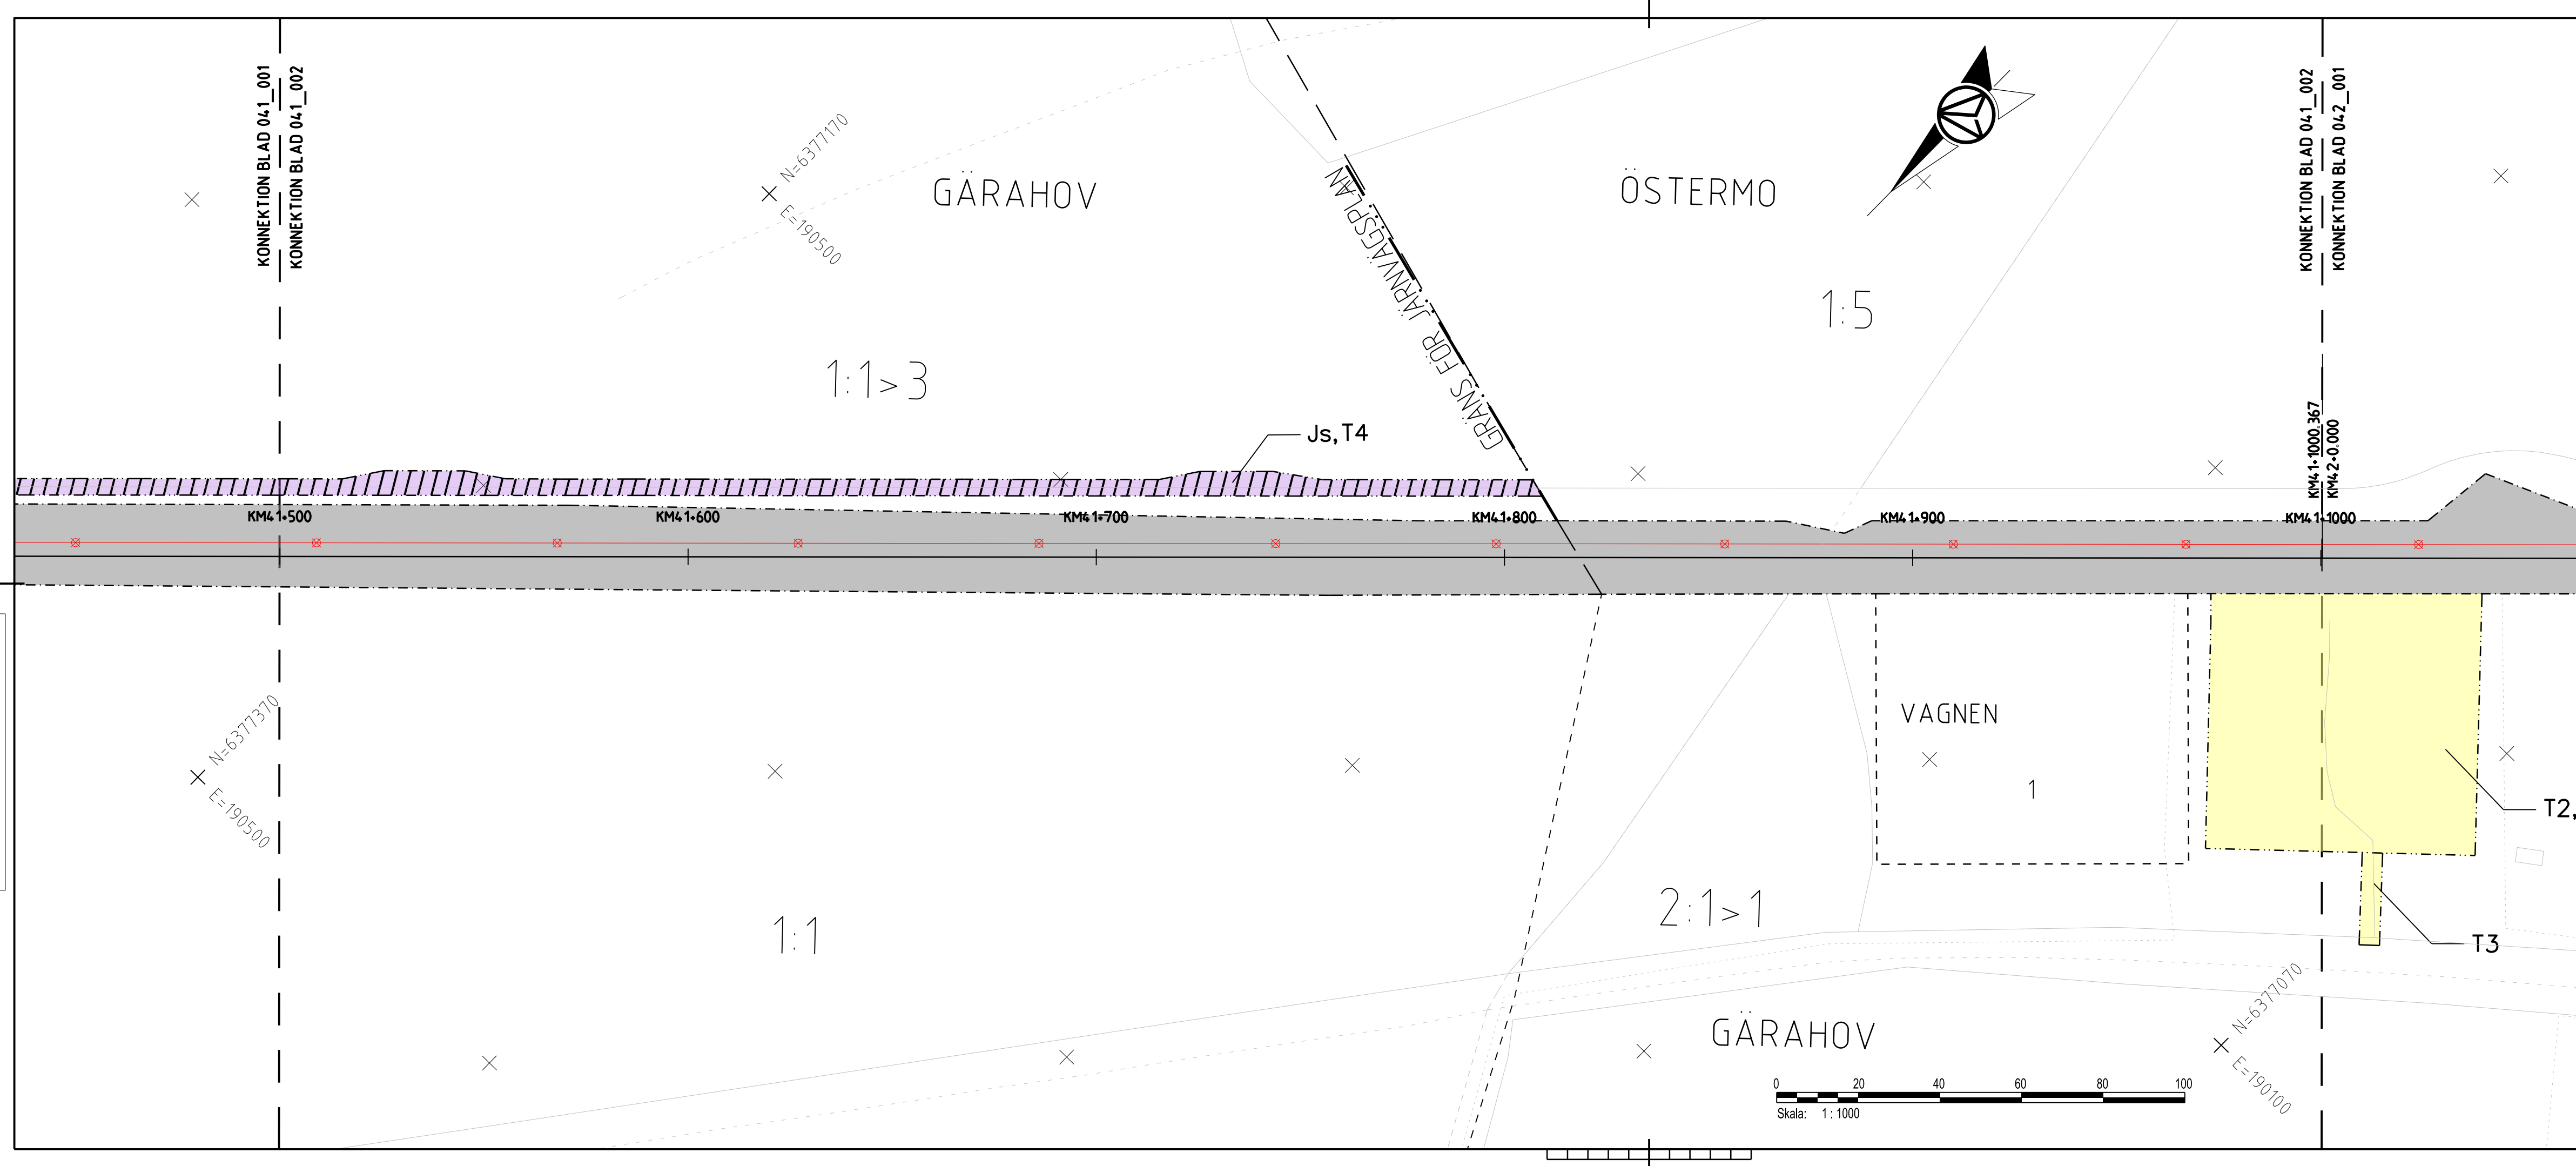 KONNEKTION BLAD 041_001
KONNEKTION BLAD 041_002
N=6377170
E=190500
GÄRAHOV
ÖSTERMO
GRÄNS FÖR JÄRNVÄGSPLAN
KONNEKTION BLAD 041_002
KONNEKTION BLAD 042_001
1:5
1:1>3
Js,T4
KM41+1000.367
KM42+0.000
KM41+500
KM41+600
KM41+700
KM41+800
KM41+900
KM41+1000
N=6377370
E=190500
VAGNEN
1
T2,
2:1>1
1:1
T3
N=6377070
E=190100
GÄRAHOV
0 20 40 60 80 100
Skala: 1 : 1000